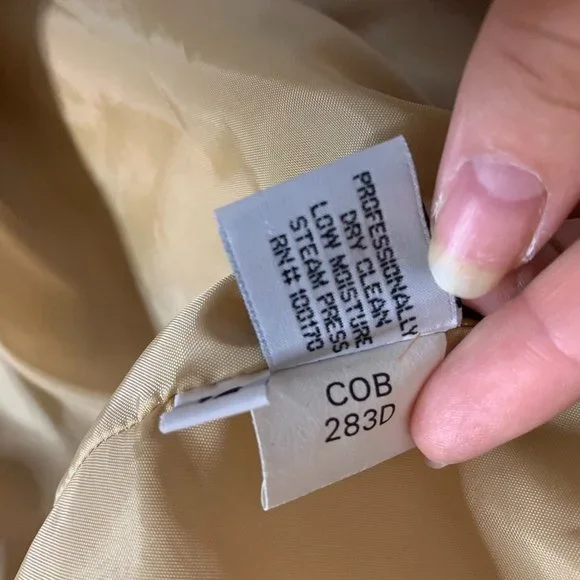 PROFESSIONALLY
DRY CLEAN
LOW MOISTURE
STEAM PRESS
RN# 100170
COB
283D